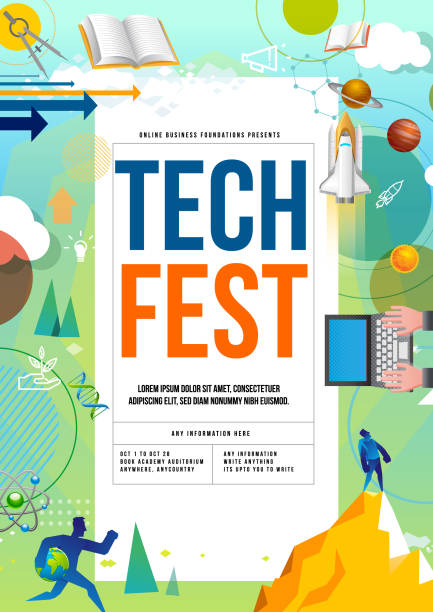 ONLINE BUSINESS FOUNDATIONS PRESENTS
TECH
FEST
LOREM IPSUM DOLOR SIT AMET, CONSECTETUER
ADIPISCING ELIT, SED DIAM NONUMMY NIBH EUISMOD.
ANY INFORMATION HERE
OCT 1 TO OCT 28
BOOK ACADEMY AUDITORIUM
ANYWHERE, ANYCOUNTRY
ANY INFORMATION
WRITE ANYTHING
ITS UPTO YOU TO WRITE